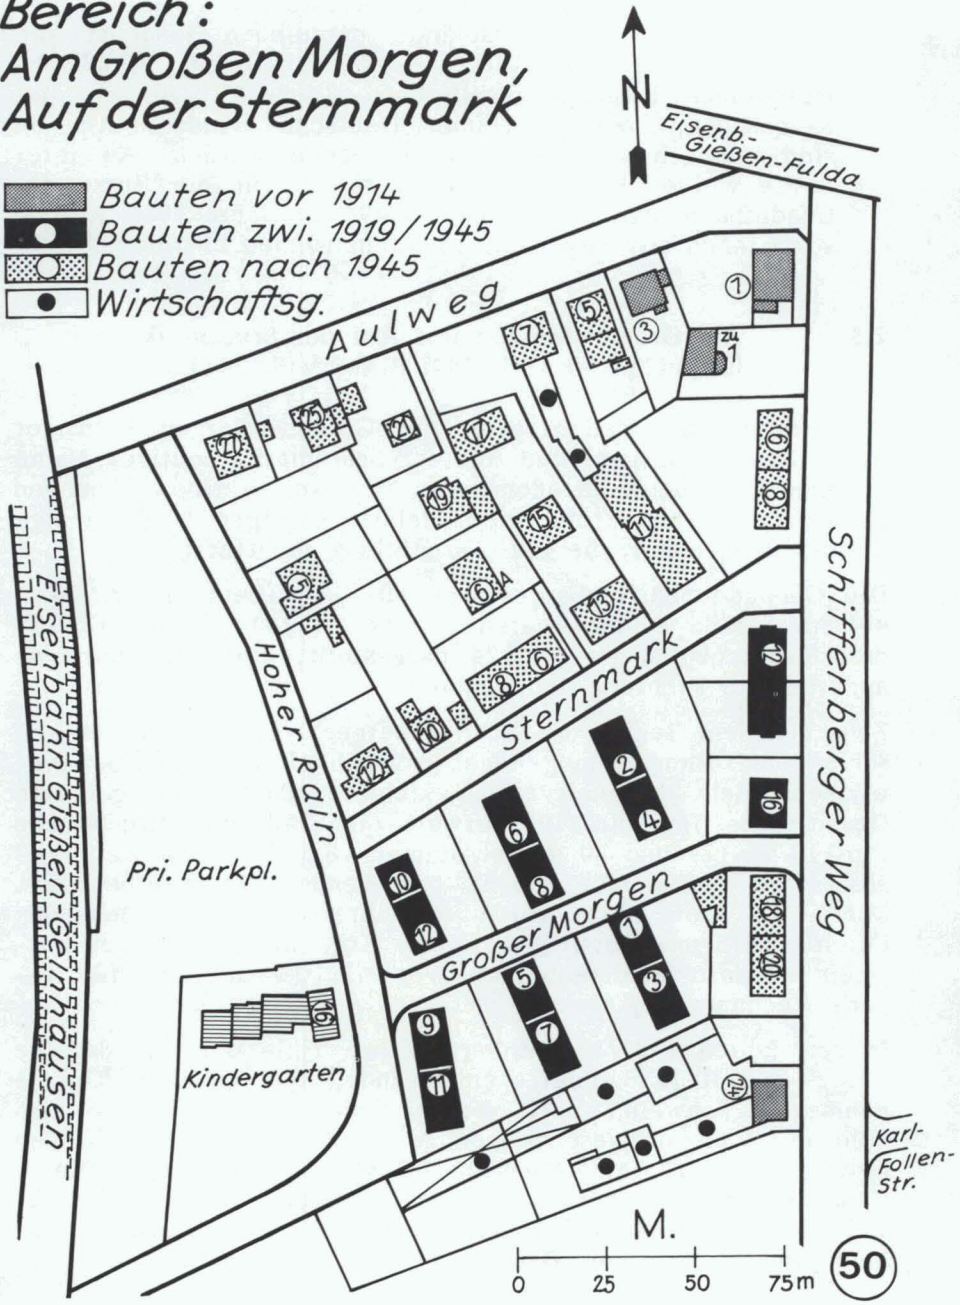 Bereich:
Am Großen Morgen,
Auf der Sternmark
N
Eisenb.-
Gießen-Fulda
Bauten vor 1914
Bauten zwi. 1919/1945
Bauten nach 1945
Wirtschaftsg.
Aulweg
1
zu
1
3
5
7
17
21
25
27
6
8
19
15
11
13
5
6A
6
8
10
12
Sternmark
Hoher Rain
Schiffenberger Weg
Eisenbahn Gießen-Gelnhausen
12
16
2
4
6
8
10
12
Pri. Parkpl.
Großer Morgen
18
20
1
3
5
7
9
11
16
Kindergarten
24
Karl-
Follen-
Str.
M.
0 25 50 75 m
50